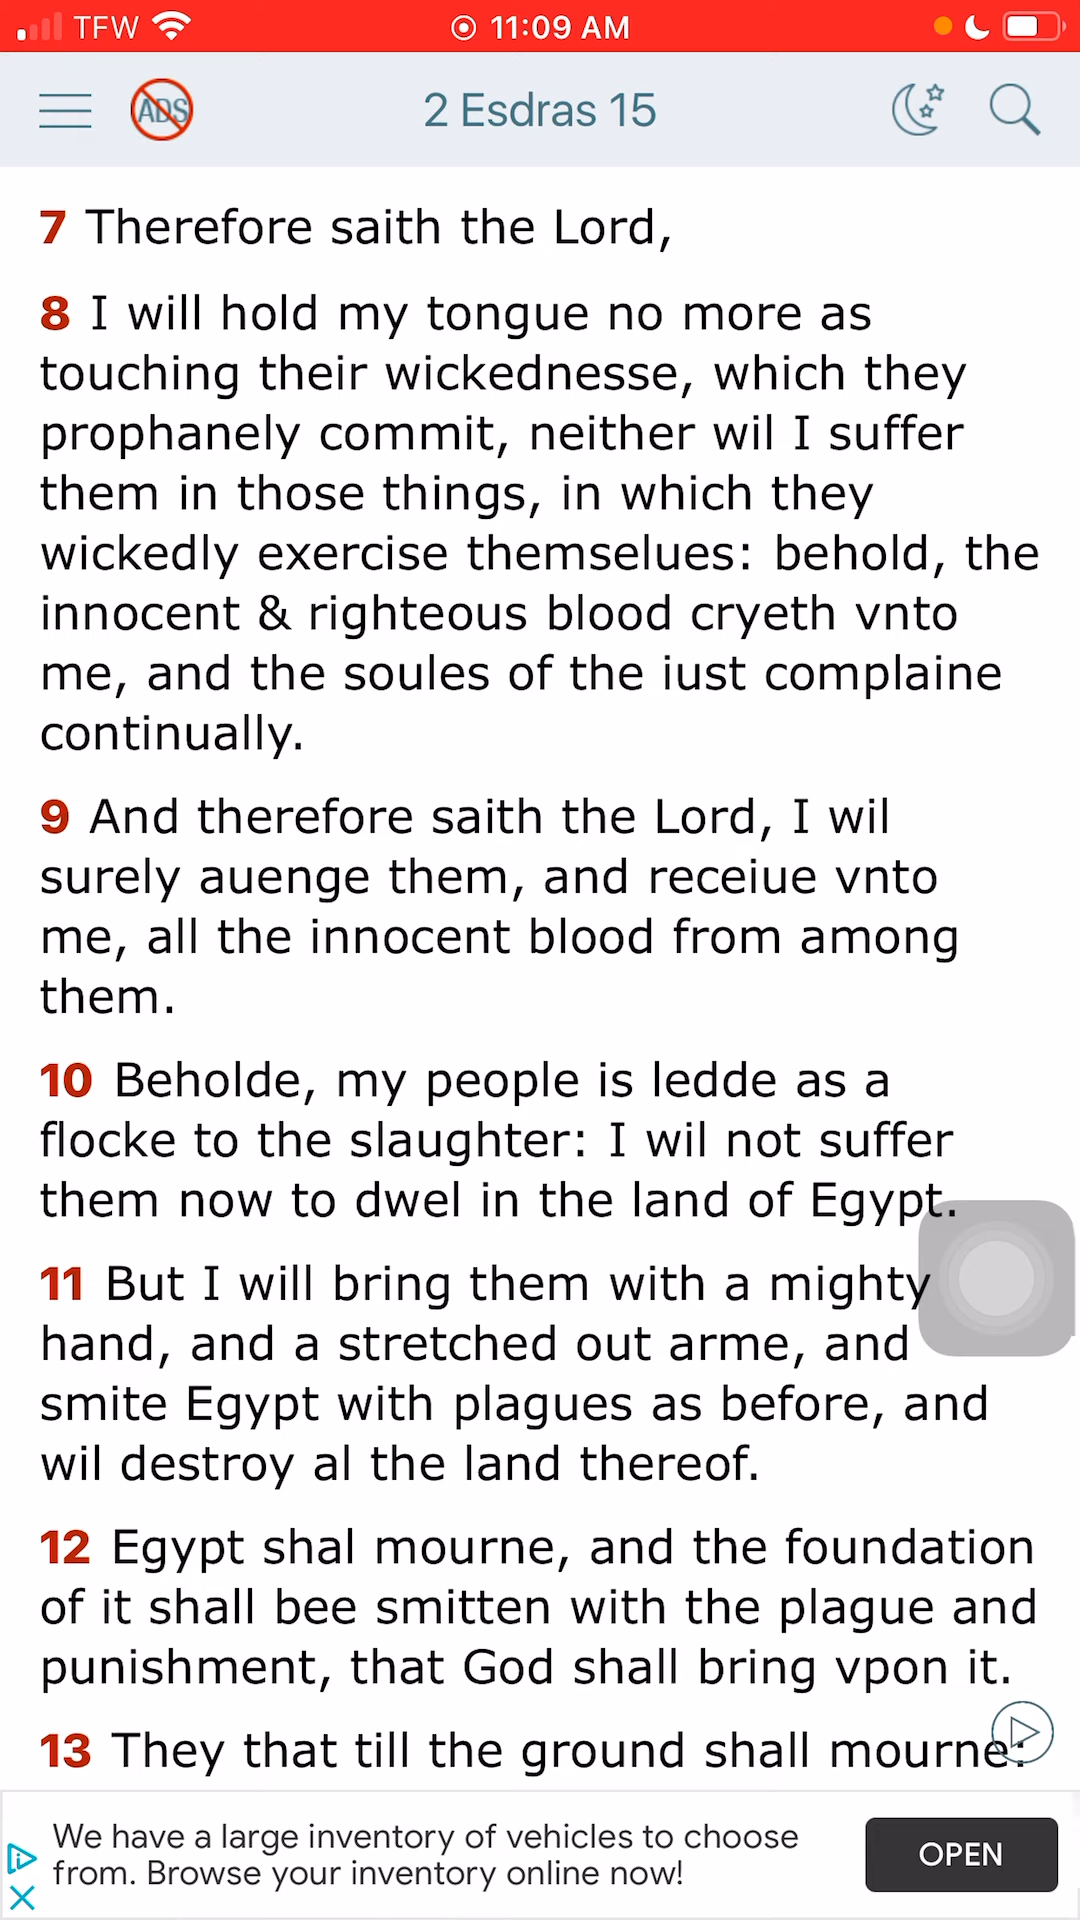 TFW 11:09 AM
ADS 2 Esdras 15
7 Therefore saith the Lord,
8 I will hold my tongue no more as
touching their wickednesse, which they
prophanely commit, neither wil I suffer
them in those things, in which they
wickedly exercise themselues: behold, the
innocent & righteous blood cryeth vnto
me, and the soules of the iust complaine
continually.
9 And therefore saith the Lord, I wil
surely auenge them, and receiue vnto
me, all the innocent blood from among
them.
10 Beholde, my people is ledde as a
flocke to the slaughter: I wil not suffer
them now to dwel in the land of Egypt.
11 But I will bring them with a mighty
hand, and a stretched out arme, and
smite Egypt with plagues as before, and
wil destroy al the land thereof.
12 Egypt shal mourne, and the foundation
of it shall bee smitten with the plague and
punishment, that God shall bring vpon it.
13 They that till the ground shall mourne:
We have a large inventory of vehicles to choose
from. Browse your inventory online now!
OPEN